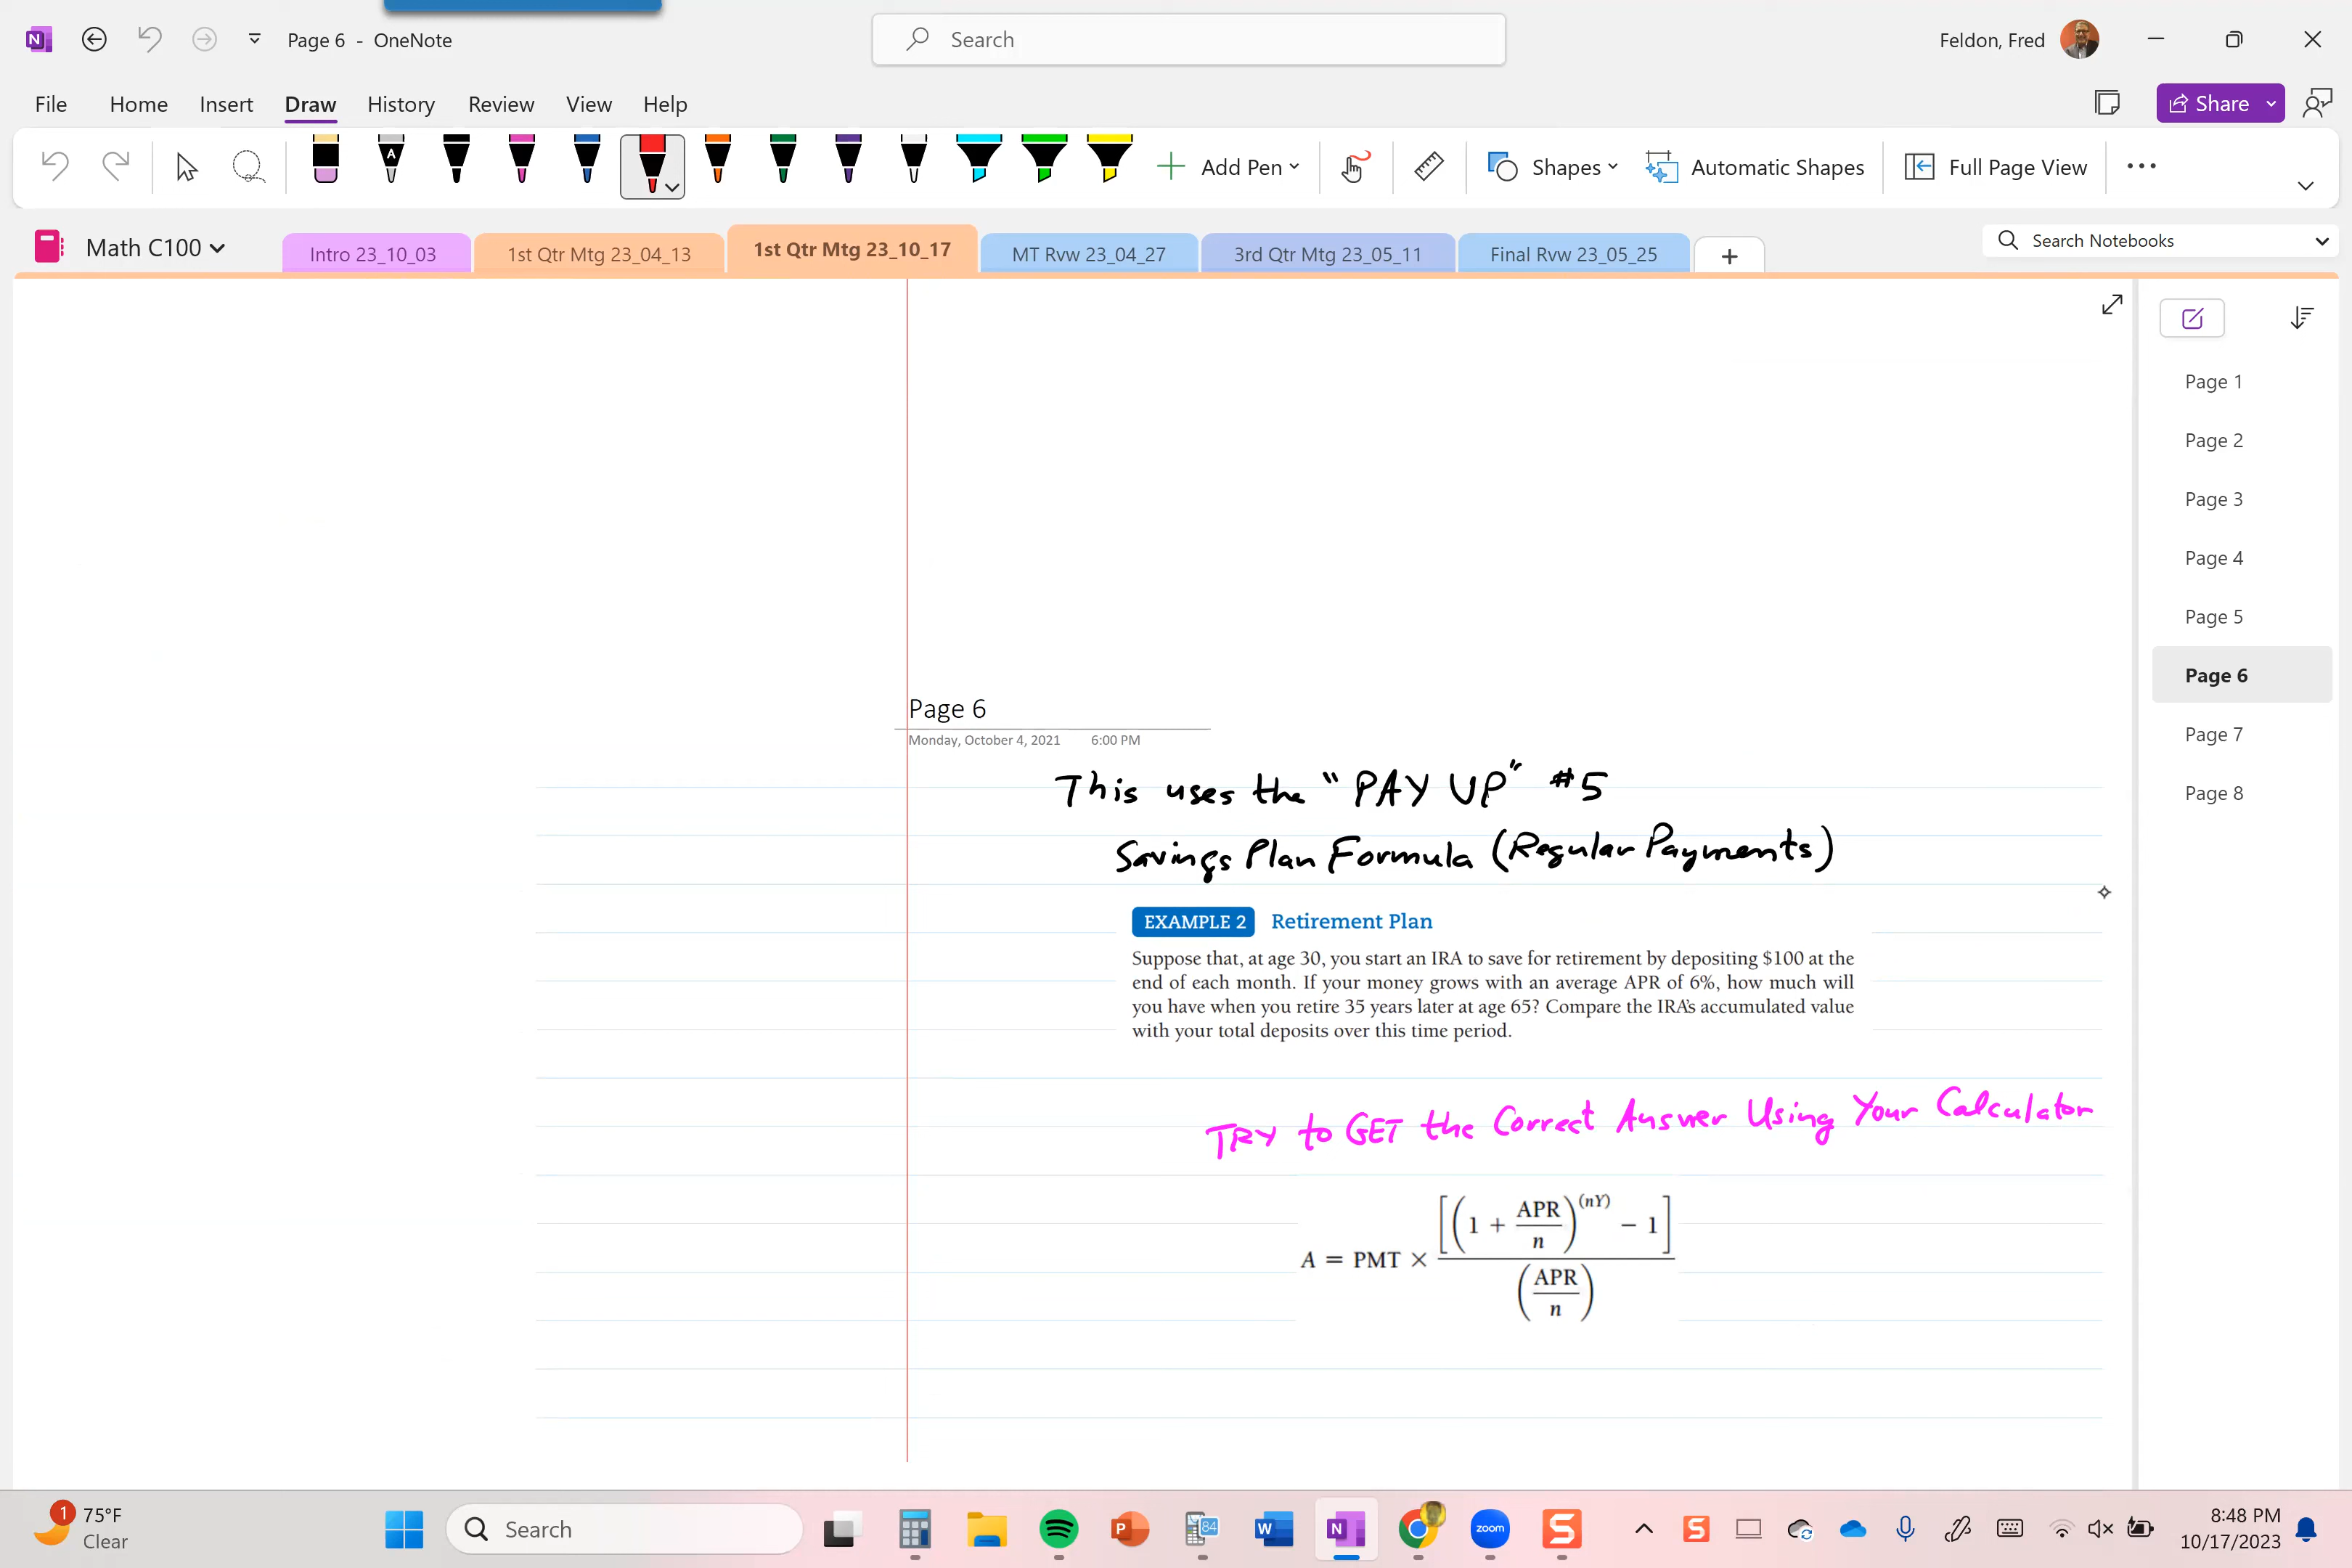 Page 6 - OneNote
Search
Feldon, Fred
File Home Insert Draw History Review View Help
Share
A
Add Pen
Shapes
Automatic Shapes
Full Page View
Math C100
Intro 23_10_03
1st Qtr Mtg 23_04_13
1st Qtr Mtg 23_10_17
MT Rvw 23_04_27
3rd Qtr Mtg 23_05_11
Final Rvw 23_05_25
+
Search Notebooks
Page 1
Page 2
Page 3
Page 4
Page 5
Page 6
Page 7
Page 8
Page 6
Monday, October 4, 2021 6:00 PM
This uses the "PAY UP" #5
Savings Plan Formula (Regular Payments)
EXAMPLE 2 Retirement Plan
Suppose that, at age 30, you start an IRA to save for retirement by depositing $100 at the
end of each month. If your money grows with an average APR of 6%, how much will
you have when you retire 35 years later at age 65? Compare the IRA's accumulated value
with your total deposits over this time period.
TRY to GET the Correct Answer Using Your Calculator
A = PMT × [(1 + APR/n)^(nY) − 1] / (APR/n)
1
75°F
Clear
Search
P
84
W
N
zoom
S
S
8:48 PM
10/17/2023